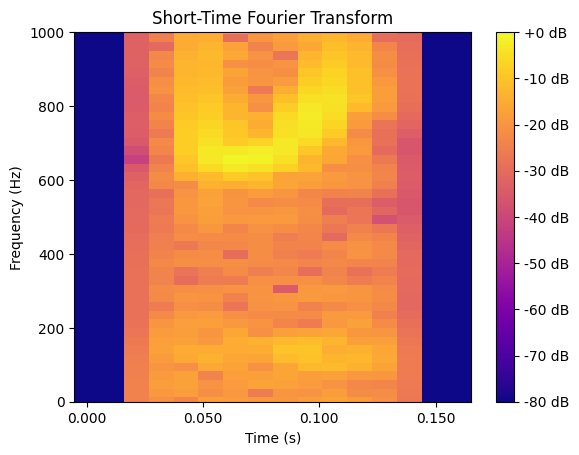 Short-Time Fourier Transform
1000
800
600
400
200
0
Frequency (Hz)
0.000
0.050
0.100
0.150
Time (s)
+0 dB
-10 dB
-20 dB
-30 dB
-40 dB
-50 dB
-60 dB
-70 dB
-80 dB